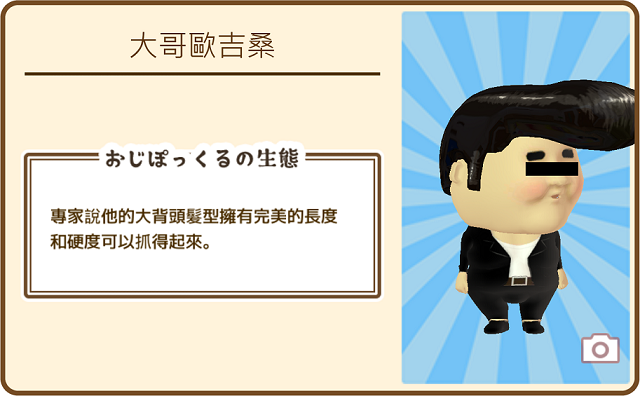 大哥歐吉桑
おじぽっくるの生態
專家說他的大背頭髮型擁有完美的長度
和硬度可以抓得起來。